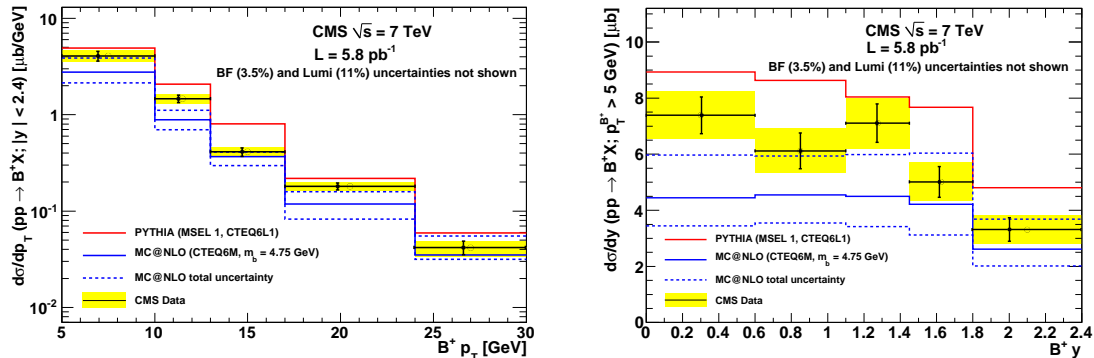 dσ/dp_T (pp → B⁺X; |y| < 2.4) [μb/GeV]
CMS √s = 7 TeV
L = 5.8 pb⁻¹
BF (3.5%) and Lumi (11%) uncertainties not shown
PYTHIA (MSEL 1, CTEQ6L1)
MC@NLO (CTEQ6M, m_b = 4.75 GeV)
MC@NLO total uncertainty
CMS Data
10
1
10⁻¹
10⁻²
5 10 15 20 25 30
B⁺ p_T [GeV]
dσ/dy (pp → B⁺X; p_T^{B⁺} > 5 GeV) [μb]
CMS √s = 7 TeV
L = 5.8 pb⁻¹
BF (3.5%) and Lumi (11%) uncertainties not shown
PYTHIA (MSEL 1, CTEQ6L1)
MC@NLO (CTEQ6M, m_b = 4.75 GeV)
MC@NLO total uncertainty
CMS Data
12
10
8
6
4
2
0
0 0.2 0.4 0.6 0.8 1 1.2 1.4 1.6 1.8 2 2.2 2.4
B⁺ y